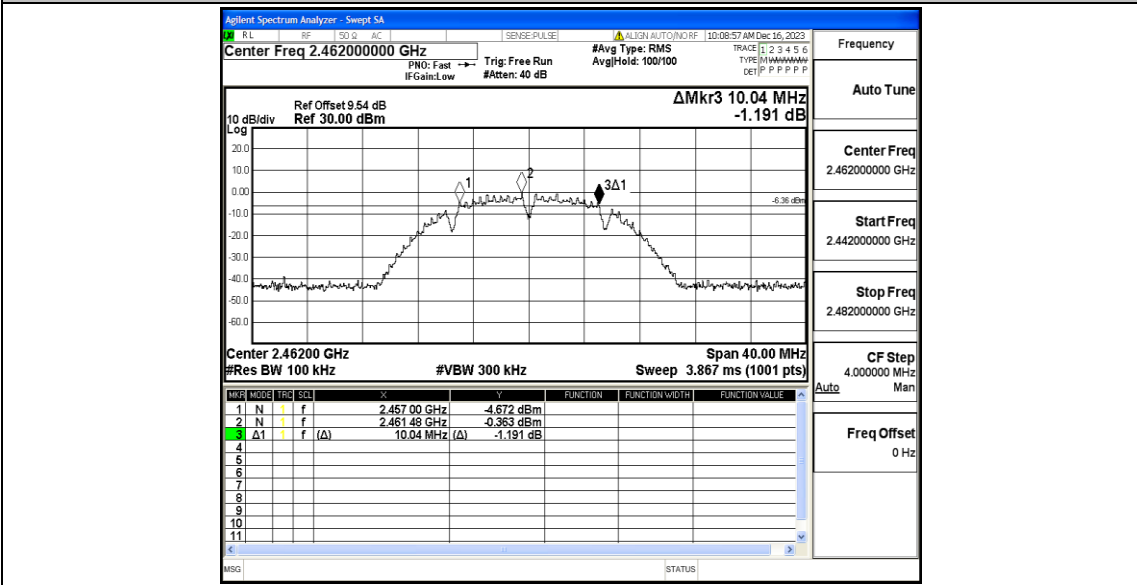 Agilent Spectrum Analyzer - Swept SA
RL RF 50 Ω AC SENSE:PULSE ALIGN AUTO/NO RF 10:08:57 AM Dec 16, 2023
Center Freq 2.462000000 GHz
PNO: Fast
IFGain:Low
Trig: Free Run
#Atten: 40 dB
#Avg Type: RMS
Avg|Hold: 100/100
TRACE 1 2 3 4 5 6
TYPE M
DET P P P P P P
Frequency
Auto Tune
Center Freq
2.462000000 GHz
Start Freq
2.442000000 GHz
Stop Freq
2.482000000 GHz
CF Step
4.000000 MHz
Auto Man
Freq Offset
0 Hz
ΔMkr3 10.04 MHz
-1.191 dB
Ref Offset 9.54 dB
10 dB/div Ref 30.00 dBm
Log
20.0
10.0
0.00
-10.0
-20.0
-30.0
-40.0
-50.0
-60.0
1
2
3Δ1
-6.36 dBm
Center 2.46200 GHz Span 40.00 MHz
#Res BW 100 kHz #VBW 300 kHz Sweep 3.867 ms (1001 pts)
MKR MODE TRC SCL X Y FUNCTION FUNCTION WIDTH FUNCTION VALUE
1 N 1 f 2.457 00 GHz -4.672 dBm
2 N 1 f 2.461 48 GHz -0.363 dBm
3 Δ1 1 f (Δ) 10.04 MHz (Δ) -1.191 dB
4
5
6
7
8
9
10
11
MSG STATUS